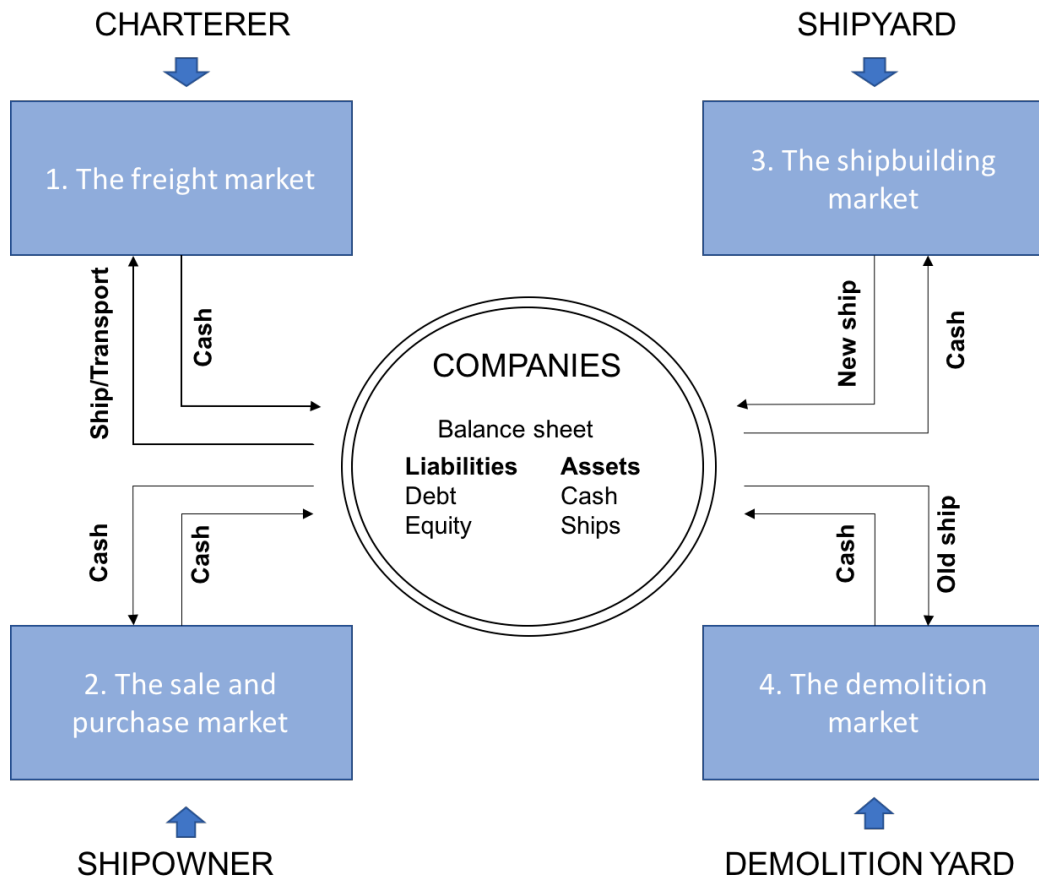 CHARTERER
SHIPYARD
1. The freight market
3. The shipbuilding
market
Ship/Transport
Cash
New ship
Cash
COMPANIES
Balance sheet
Liabilities Assets
Debt Cash
Equity Ships
Cash
Cash
Cash
Old ship
2. The sale and
purchase market
4. The demolition
market
SHIPOWNER
DEMOLITION YARD